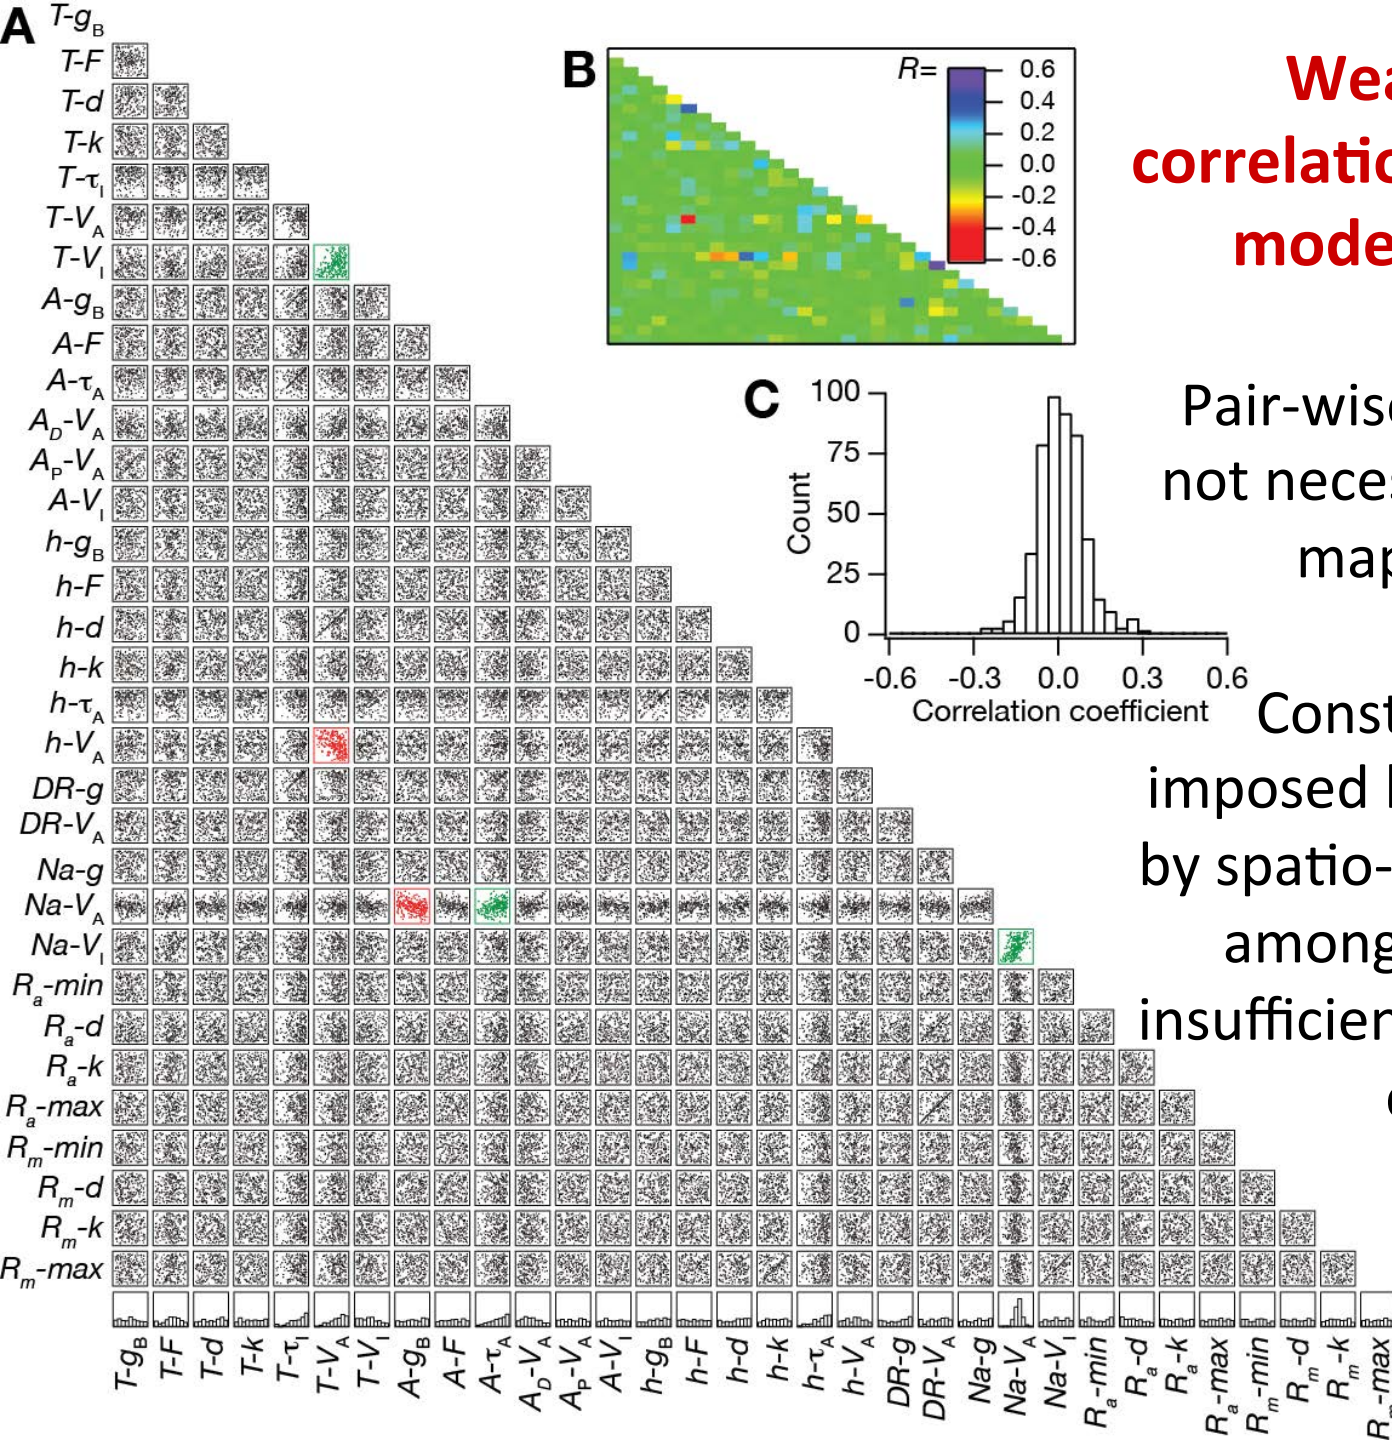 A
T-gB
T-F
T-d
T-k
T-τI
T-VA
T-VI
A-gB
A-F
A-τA
AD-VA
AP-VA
A-VI
h-gB
h-F
h-d
h-k
h-τA
h-VA
DR-g
DR-VA
Na-g
Na-VA
Na-VI
Ra-min
Ra-d
Ra-k
Ra-max
Rm-min
Rm-d
Rm-k
Rm-max
T-gB
T-F
T-d
T-k
T-τI
T-VA
T-VI
A-gB
A-F
A-τA
AD-VA
AP-VA
A-VI
h-gB
h-F
h-d
h-k
h-τA
h-VA
DR-g
DR-VA
Na-g
Na-VA
Na-VI
Ra-min
Ra-d
Ra-k
Ra-max
Rm-min
Rm-d
Rm-k
Rm-max
B
R=
0.6
0.4
0.2
0.0
-0.2
-0.4
-0.6
C
100
75
50
25
0
Count
-0.6 -0.3 0.0 0.3 0.6
Correlation coefficient
Wea
correlatio
mode
Pair-wise
not neces
map
Const
imposed
by spatio-
among
insufficien